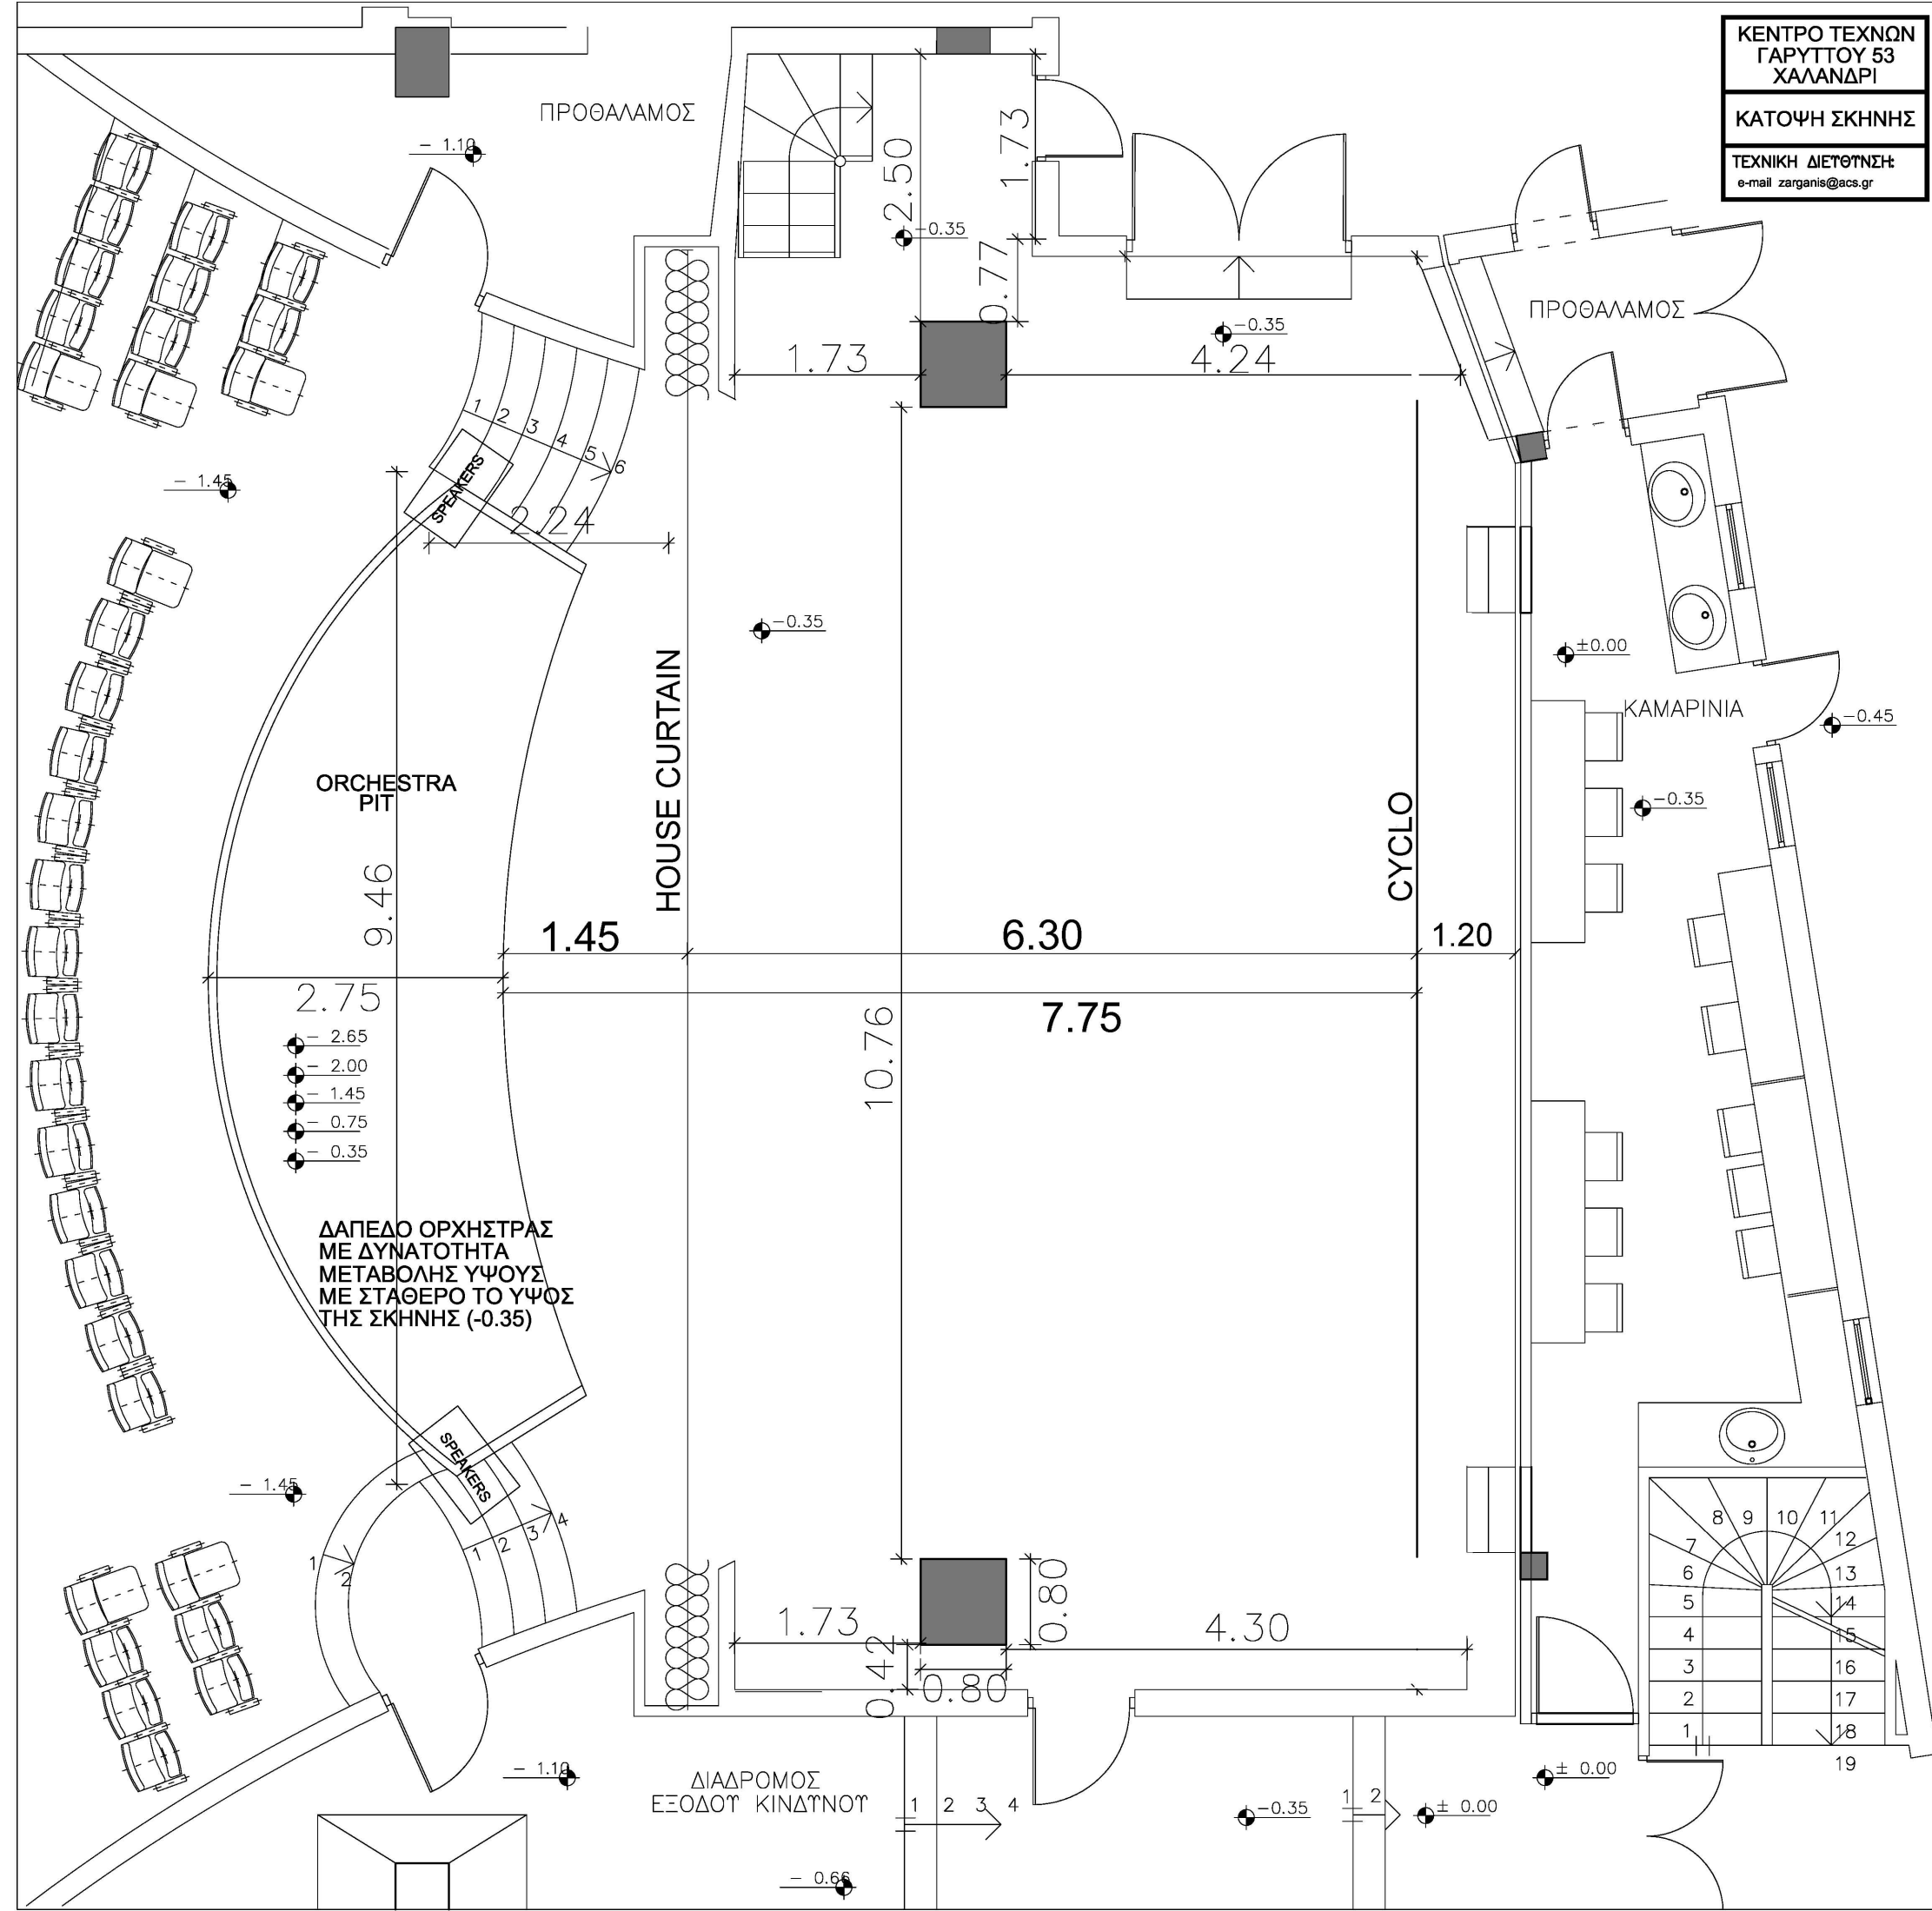 ΚΕΝΤΡΟ ΤΕΧΝΩΝ
ΓΑΡΥΤΤΟΥ 53
ΧΑΛΑΝΔΡΙ
ΚΑΤΟΨΗ ΣΚΗΝΗΣ
ΤΕΧΝΙΚΗ ΔΙΕΥΘΥΝΣΗ:
e-mail zarganis@acs.gr
ΠΡΟΘΑΛΑΜΟΣ
- 1.10
2.50
1.73
-0.35
0.77
ΠΡΟΘΑΛΑΜΟΣ
-0.35
1.73
4.24
1
2
3
4
5
6
SPEAKERS
- 1.45
2.24
-0.35
±0.00
ΚΑΜΑΡΙΝΙΑ
-0.45
HOUSE CURTAIN
ORCHESTRA
PIT
CYCLO
-0.35
9.46
1.45
6.30
1.20
2.75
7.75
10.76
- 2.65
- 2.00
- 1.45
- 0.75
- 0.35
ΔΑΠΕΔΟ ΟΡΧΗΣΤΡΑΣ
ΜΕ ΔΥΝΑΤΟΤΗΤΑ
ΜΕΤΑΒΟΛΗΣ ΥΨΟΥΣ
ΜΕ ΣΤΑΘΕΡΟ ΤΟ ΥΨΟΣ
ΤΗΣ ΣΚΗΝΗΣ (-0.35)
SPEAKERS
- 1.45
1
2
1
2
3
4
1.73
0.80
4.30
0.42
0.80
8 9 10 11
7
12
6
13
5
14
4
15
3
16
2
17
1
18
19
- 1.10
ΔΙΑΔΡΟΜΟΣ
ΕΞΟΔΟΥ ΚΙΝΔΥΝΟΥ
1 2 3 4
-0.35
1 2
± 0.00
± 0.00
- 0.66